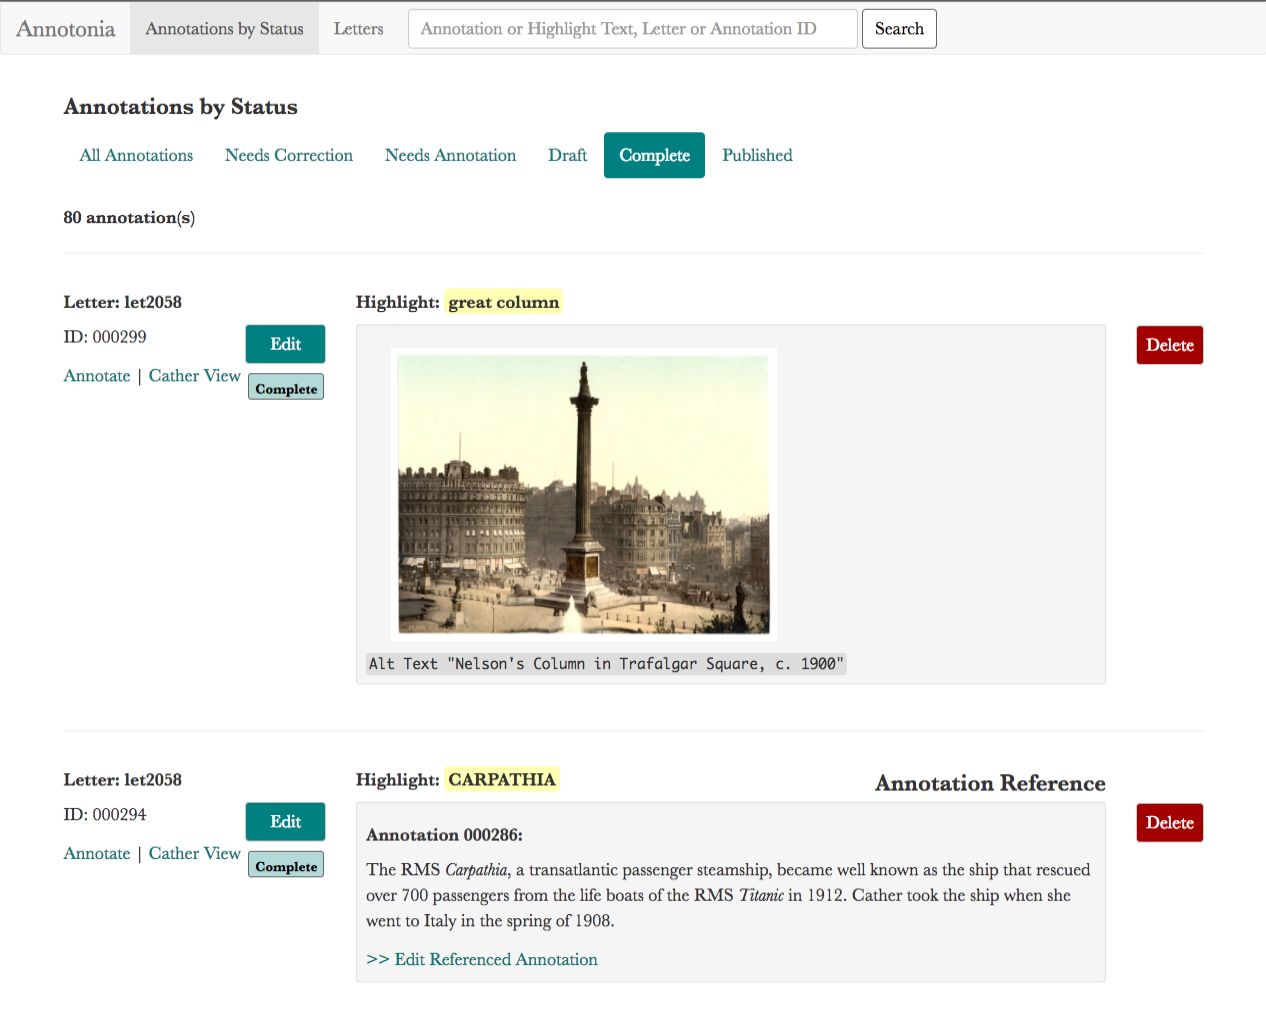 Annotonia Annotations by Status Letters Annotation or Highlight Text, Letter or Annotation ID Search
Annotations by Status
All Annotations Needs Correction Needs Annotation Draft Complete Published
80 annotation(s)
Letter: let2058
ID: 000299
Edit
Annotate | Cather View
Complete
Highlight: great column
Alt Text "Nelson's Column in Trafalgar Square, c. 1900"
Delete
Letter: let2058
ID: 000294
Edit
Annotate | Cather View
Complete
Highlight: CARPATHIA
Annotation Reference
Annotation 000286:
The RMS Carpathia, a transatlantic passenger steamship, became well known as the ship that rescued
over 700 passengers from the life boats of the RMS Titanic in 1912. Cather took the ship when she
went to Italy in the spring of 1908.
>> Edit Referenced Annotation
Delete